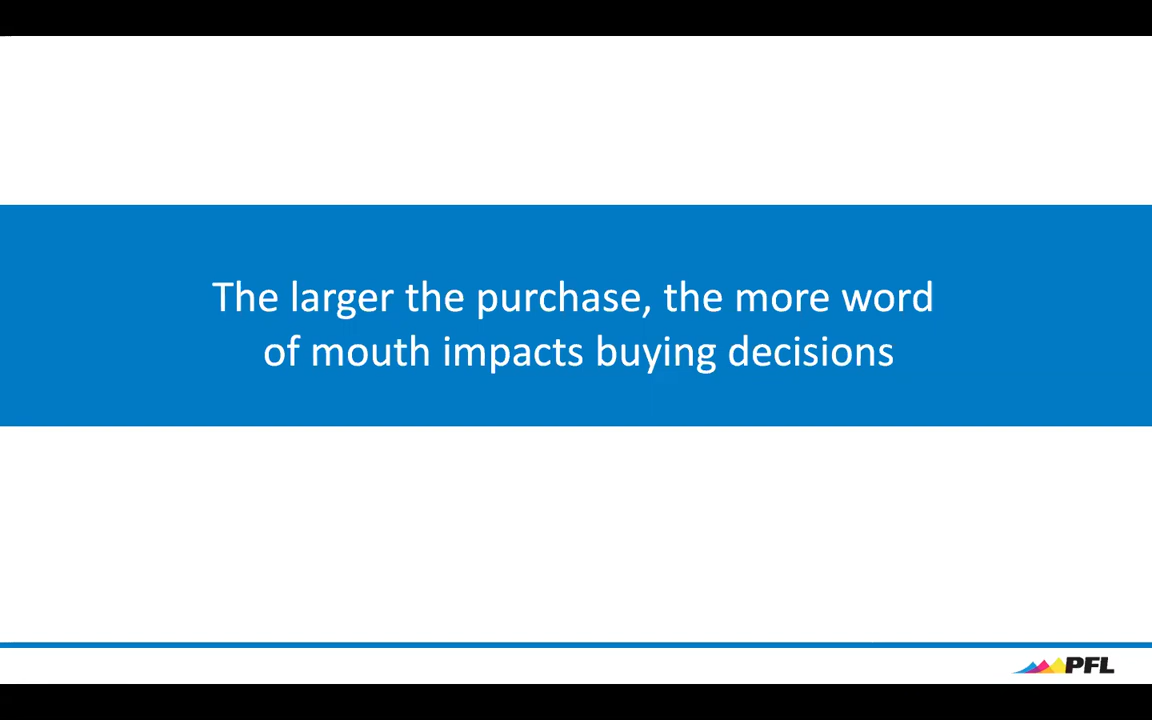 The larger the purchase, the more word
of mouth impacts buying decisions
PFL